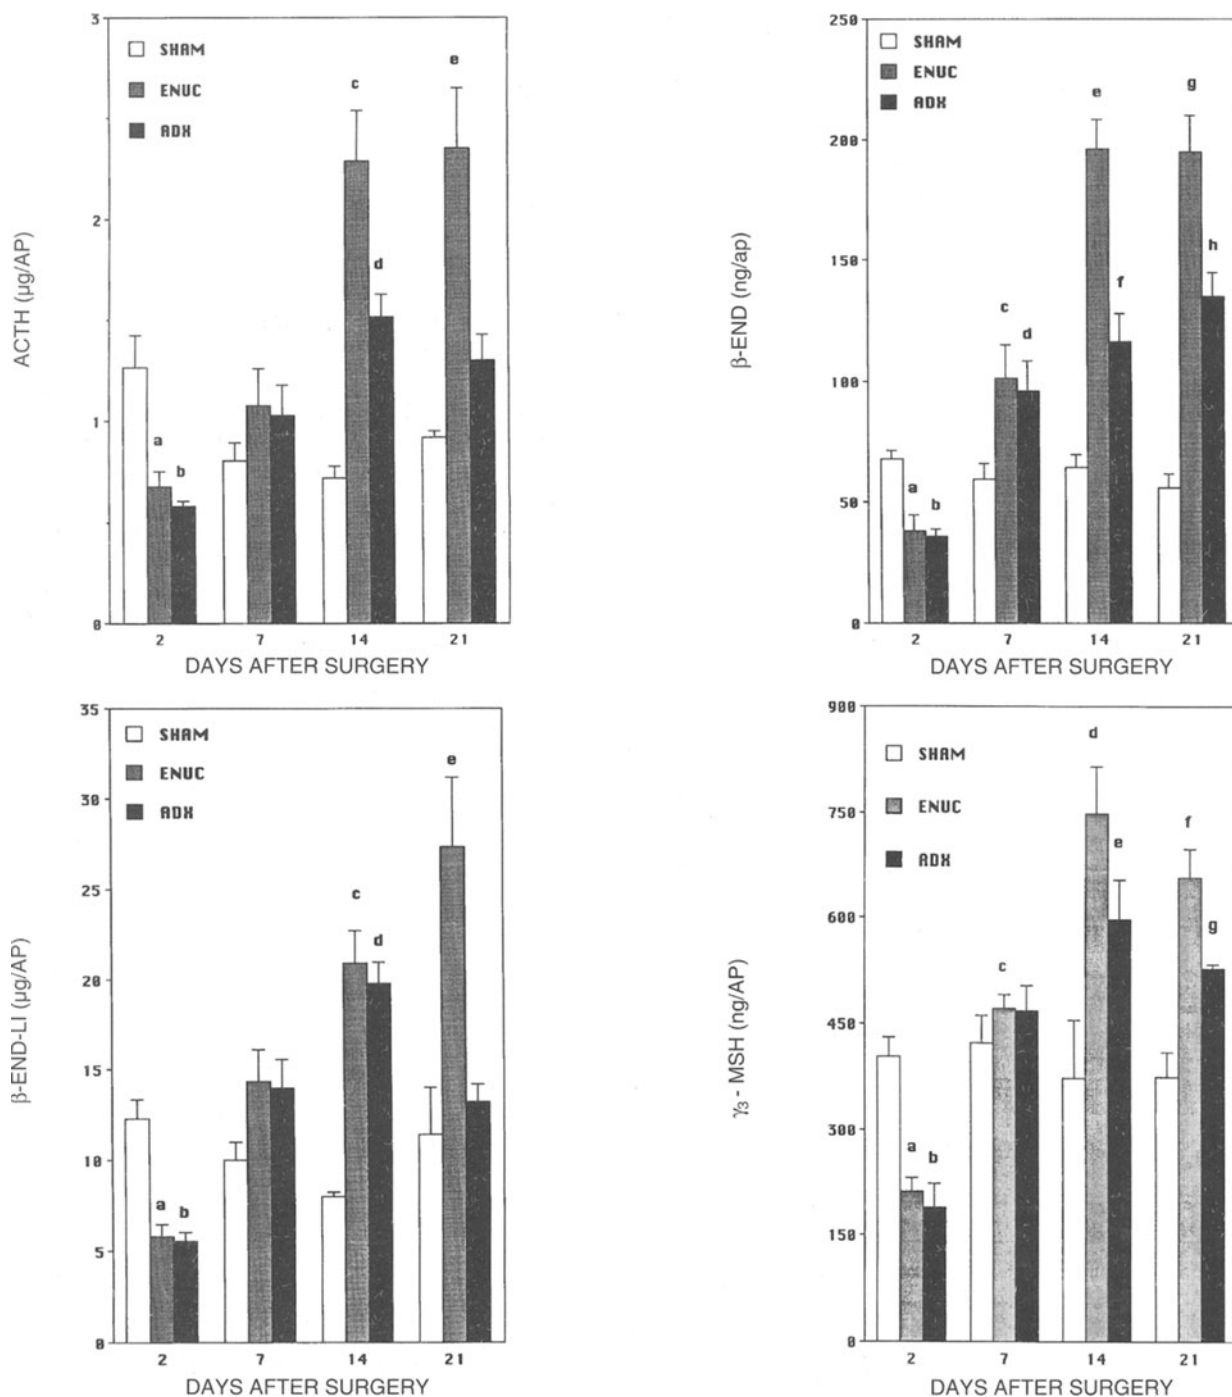 ACTH (µg/AP)
3
2
1
0
SHAM
ENUC
ADX
a
b
c
d
e
2 7 14 21
DAYS AFTER SURGERY
β-END (ng/ap)
250
200
150
100
50
0
SHAM
ENUC
ADX
a
b
c
d
e
f
g
h
2 7 14 21
DAYS AFTER SURGERY
β-END-LI (µg/AP)
35
30
25
20
15
10
5
0
SHAM
ENUC
ADX
a
b
c
d
e
2 7 14 21
DAYS AFTER SURGERY
γ₃ - MSH (ng/AP)
900
750
600
450
300
150
0
SHAM
ENUC
ADX
a
b
c
d
e
f
g
2 7 14 21
DAYS AFTER SURGERY